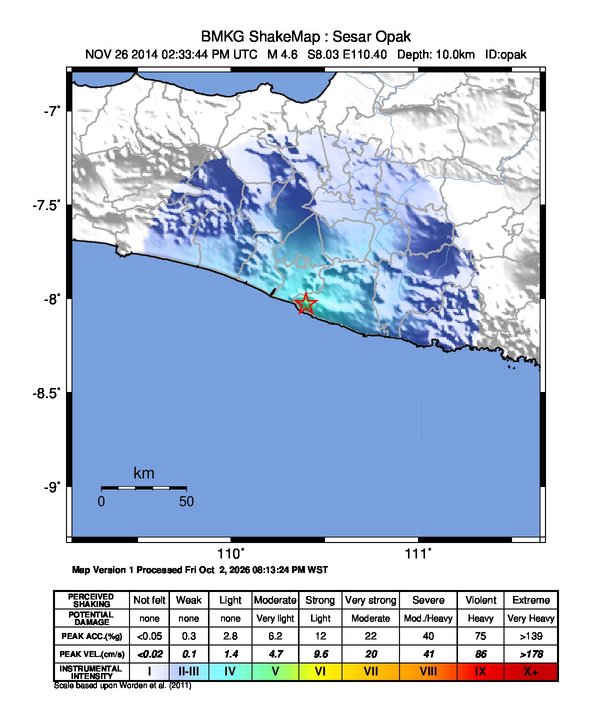 BMKG ShakeMap : Sesar Opak
NOV 26 2014 02:33:44 PM UTC M 4.6 S8.03 E110.40 Depth: 10.0km ID:opak
-7°
-7.5°
-8°
-8.5°
-9°
km
0 50
110° 111°
Map Version 1 Processed Fri Oct 2, 2026 08:13:24 PM WST
PERCEIVED SHAKING Not felt Weak Light Moderate Strong Very strong Severe Violent Extreme
POTENTIAL DAMAGE none none none Very light Light Moderate Mod./Heavy Heavy Very Heavy
PEAK ACC.(%g) <0.05 0.3 2.8 6.2 12 22 40 75 >139
PEAK VEL.(cm/s) <0.02 0.1 1.4 4.7 9.6 20 41 86 >178
INSTRUMENTAL INTENSITY I II-III IV V VI VII VIII IX X+
Scale based upon Worden et al. (2011)